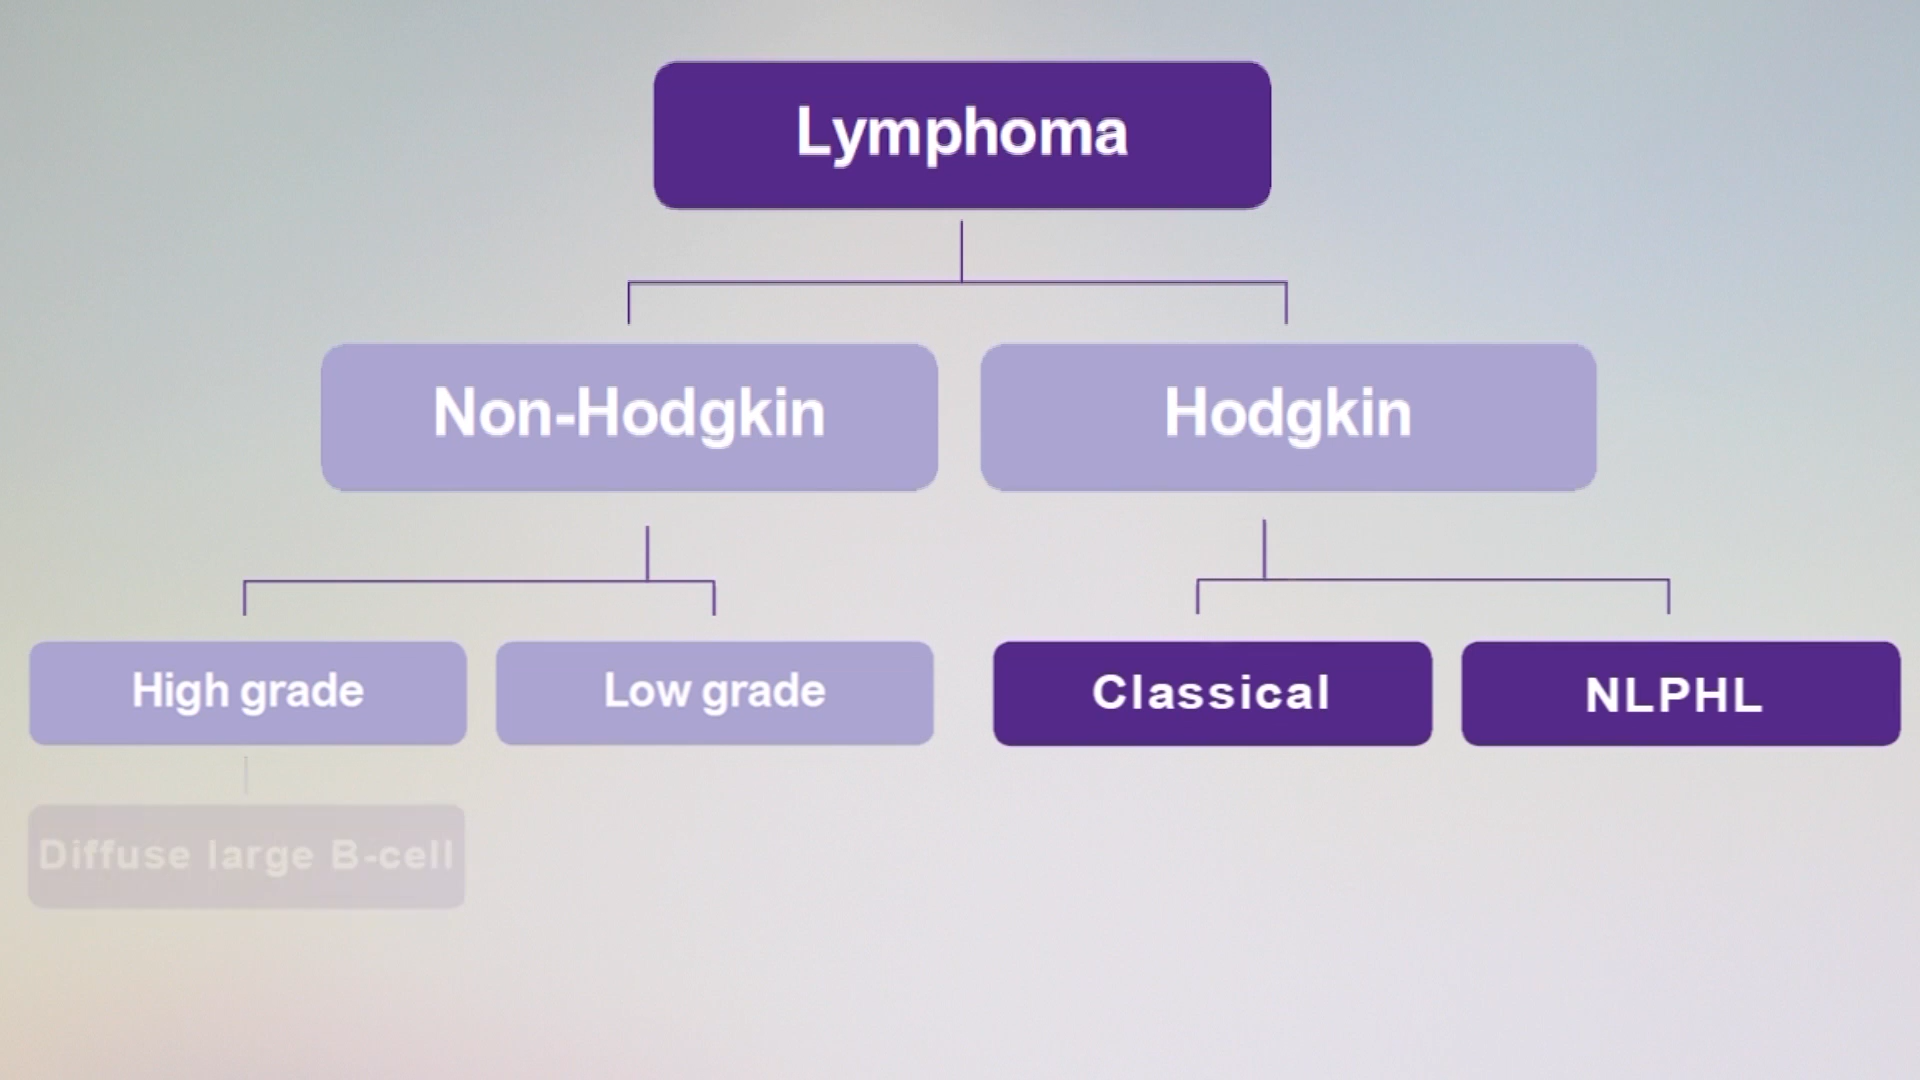 Lymphoma
Non-Hodgkin
Hodgkin
High grade
Low grade
Classical
NLPHL
Diffuse large B-cell